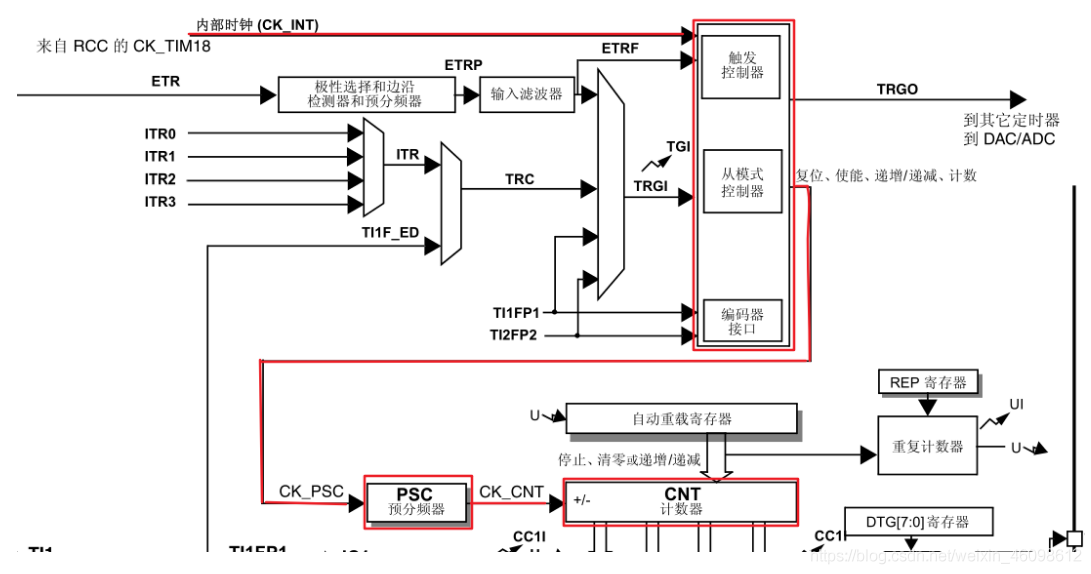 内部时钟 (CK_INT)
来自 RCC 的 CK_TIM18
ETRF
触发
控制器
ETR
ETRP
极性选择和边沿
检测器和预分频器
输入滤波器
TRGO
到其它定时器
到 DAC/ADC
ITR0
ITR1
ITR2
ITR3
ITR
TRC
TGI
TRGI
从模式
控制器
复位、使能、递增/递减、计数
TI1F_ED
TI1FP1
TI2FP2
编码器
接口
REP 寄存器
UI
U
自动重载寄存器
重复计数器
U
停止、清零或递增/递减
CK_PSC
PSC
预分频器
CK_CNT
+/-
CNT
计数器
DTG[7:0]寄存器
CC1I
CC1I
TI1
TI1FP1
https://blog.csdn.net/weixin_46098612